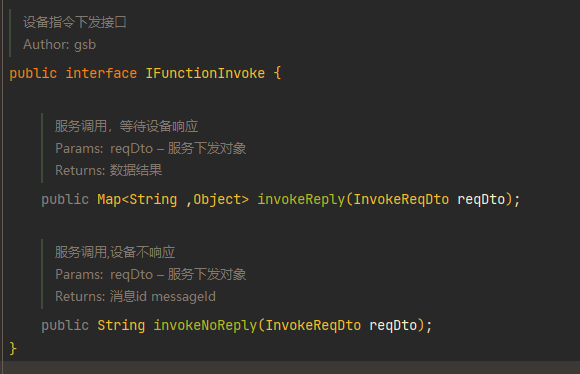 设备指令下发接口
Author: gsb
public interface IFunctionInvoke {
服务调用，等待设备响应
Params: reqDto – 服务下发对象
Returns: 数据结果
public Map<String ,Object> invokeReply(InvokeReqDto reqDto);
服务调用,设备不响应
Params: reqDto – 服务下发对象
Returns: 消息id messageId
public String invokeNoReply(InvokeReqDto reqDto);
}